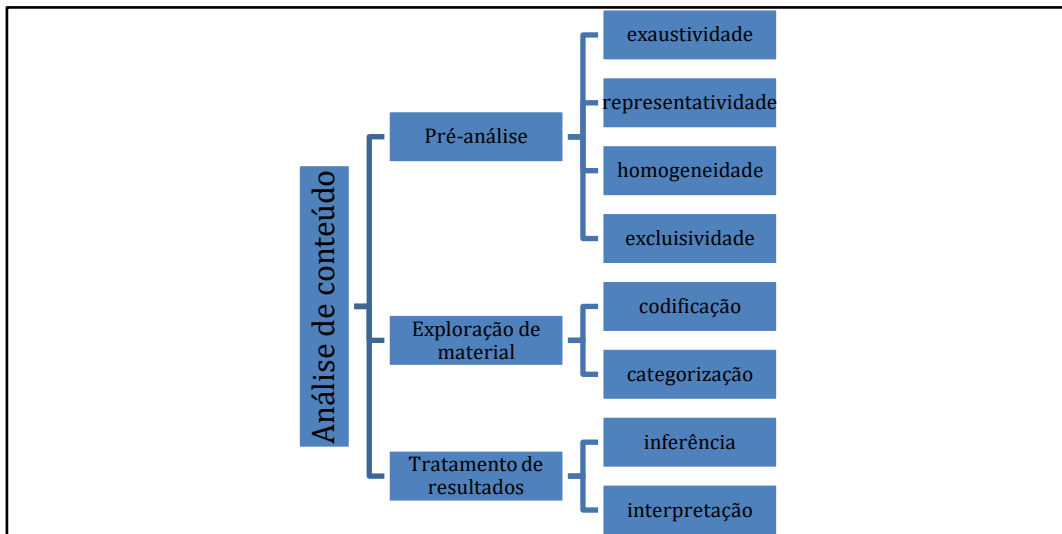 Análise de conteúdo
Pré-análise
exaustividade
representatividade
homogeneidade
excluisividade
Exploração de
material
codificação
categorização
Tratamento de
resultados
inferência
interpretação